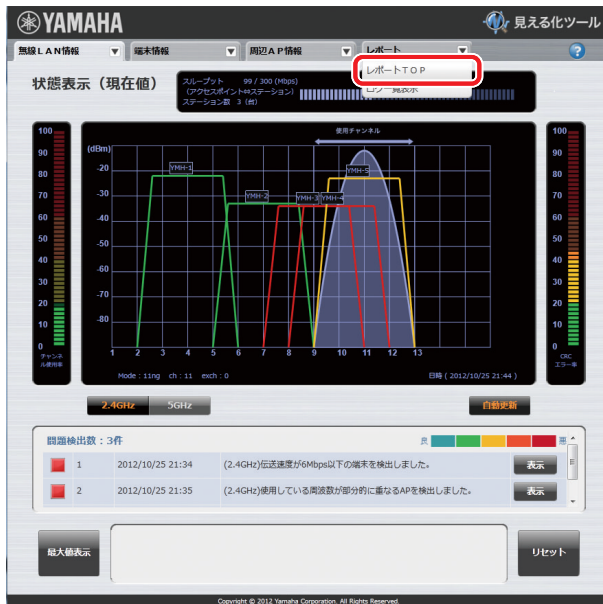 YAMAHA
見える化ツール
無線LAN情報 ▼ 端末情報 ▼ 周辺AP情報 ▼ レポート ▼ ?
レポートTOP
ログ一覧表示
状態表示(現在値)
スループット 99 / 300 (Mbps)
(アクセスポイント⇔ステーション)
ステーション数 3 (台)
使用チャンネル
(dBm)
100
90
80
70
60
50
40
30
20
10
0
チャンネル使用率
-20
-30
-40
-50
-60
-70
-80
YMH-1
YMH-2
YMH-3
YMH-4
YMH-5
1 2 3 4 5 6 7 8 9 10 11 12 13
Mode : 11ng ch : 11 exch : 0
日時 ( 2012/10/25 21:44 )
100
90
80
70
60
50
40
30
20
10
0
CRC
エラー率
2.4GHz 5GHz
自動更新
問題検出数:3件
良 悪
1 2012/10/25 21:34 (2.4GHz)伝送速度が6Mbps以下の端末を検出しました。 表示
2 2012/10/25 21:35 (2.4GHz)使用している周波数が部分的に重なるAPを検出しました。 表示
最大値表示
リセット
Copyright © 2012 Yamaha Corporation. All Rights Reserved.